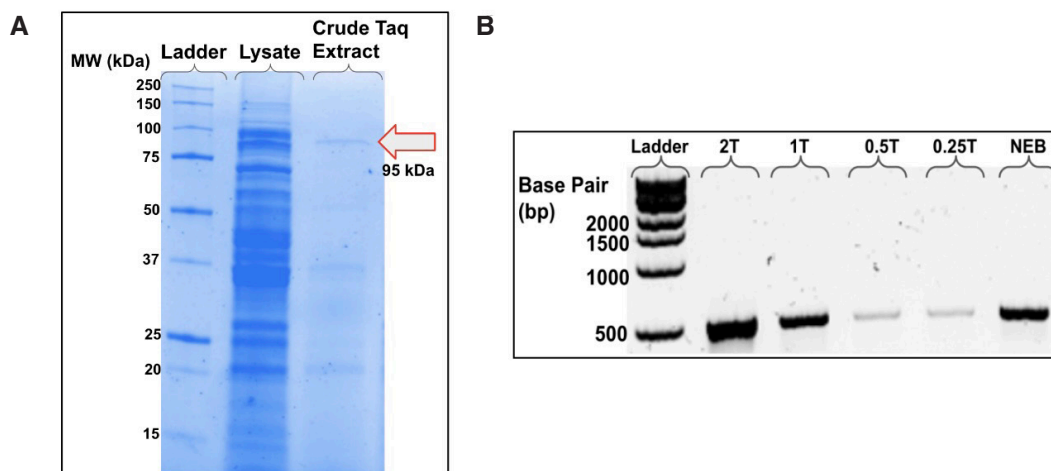 A
MW (kDa)
Ladder
Lysate
Crude Taq
Extract
250
150
100
75
50
37
25
20
15
95 kDa
B
Ladder
2T
1T
0.5T
0.25T
NEB
Base Pair
(bp)
2000
1500
1000
500